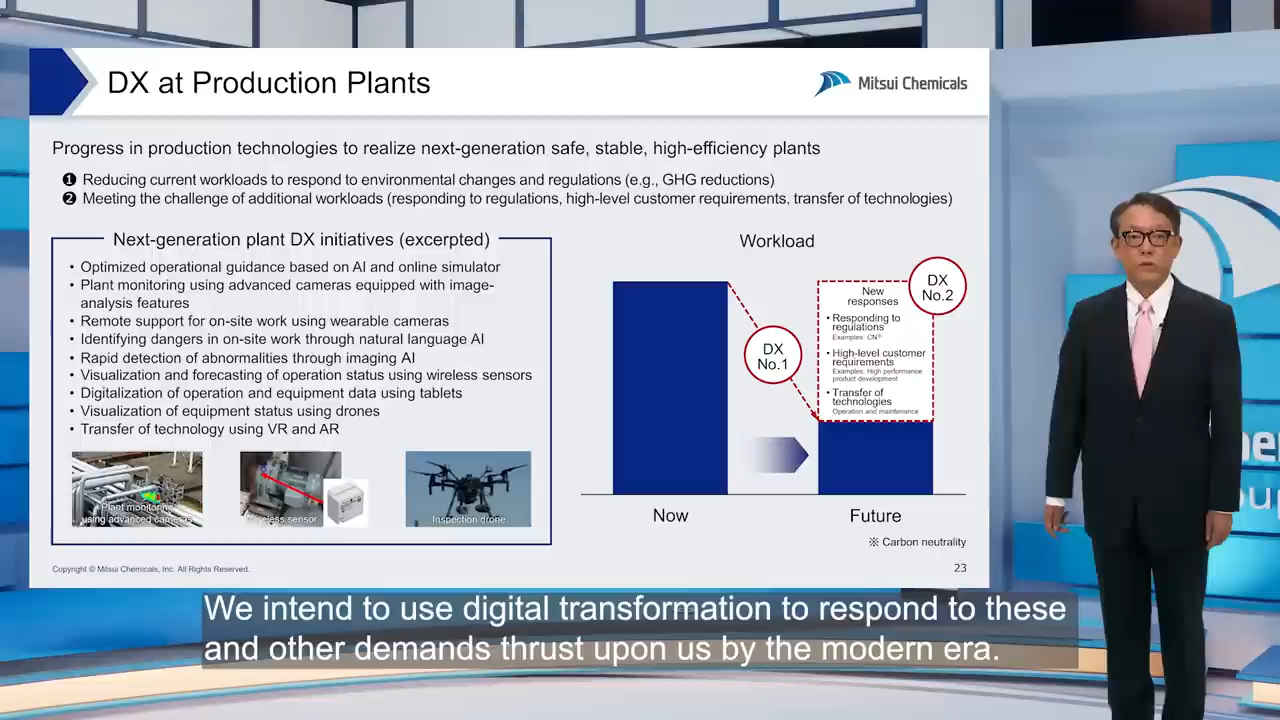 DX at Production Plants
Mitsui Chemicals
Progress in production technologies to realize next-generation safe, stable, high-efficiency plants
❶ Reducing current workloads to respond to environmental changes and regulations (e.g., GHG reductions)
❷ Meeting the challenge of additional workloads (responding to regulations, high-level customer requirements, transfer of technologies)
Next-generation plant DX initiatives (excerpted)
• Optimized operational guidance based on AI and online simulator
• Plant monitoring using advanced cameras equipped with image-
analysis features
• Remote support for on-site work using wearable cameras
• Identifying dangers in on-site work through natural language AI
• Rapid detection of abnormalities through imaging AI
• Visualization and forecasting of operation status using wireless sensors
• Digitalization of operation and equipment data using tablets
• Visualization of equipment status using drones
• Transfer of technology using VR and AR
Plant monitoring
using advanced cameras
Wireless sensor
Inspection drone
Workload
DX
No.1
DX
No.2
New
responses
• Responding to
regulations
Examples: CN※
• High-level customer
requirements
Examples: High performance
product development
• Transfer of
technologies
Operation and maintenance
Now
Future
※ Carbon neutrality
Copyright © Mitsui Chemicals, Inc. All Rights Reserved.
23
We intend to use digital transformation to respond to these
and other demands thrust upon us by the modern era.